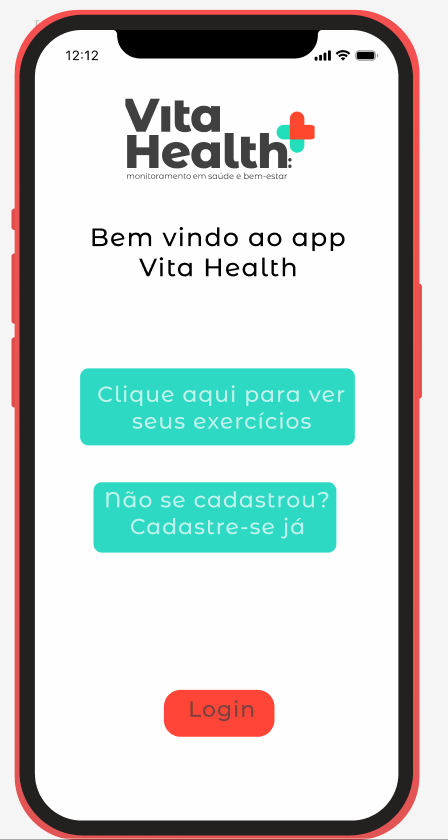 12:12
Vita
Health:
monitoramento em saúde e bem-estar
Bem vindo ao app
Vita Health
Clique aqui para ver
seus exercícios
Não se cadastrou?
Cadastre-se já
Login